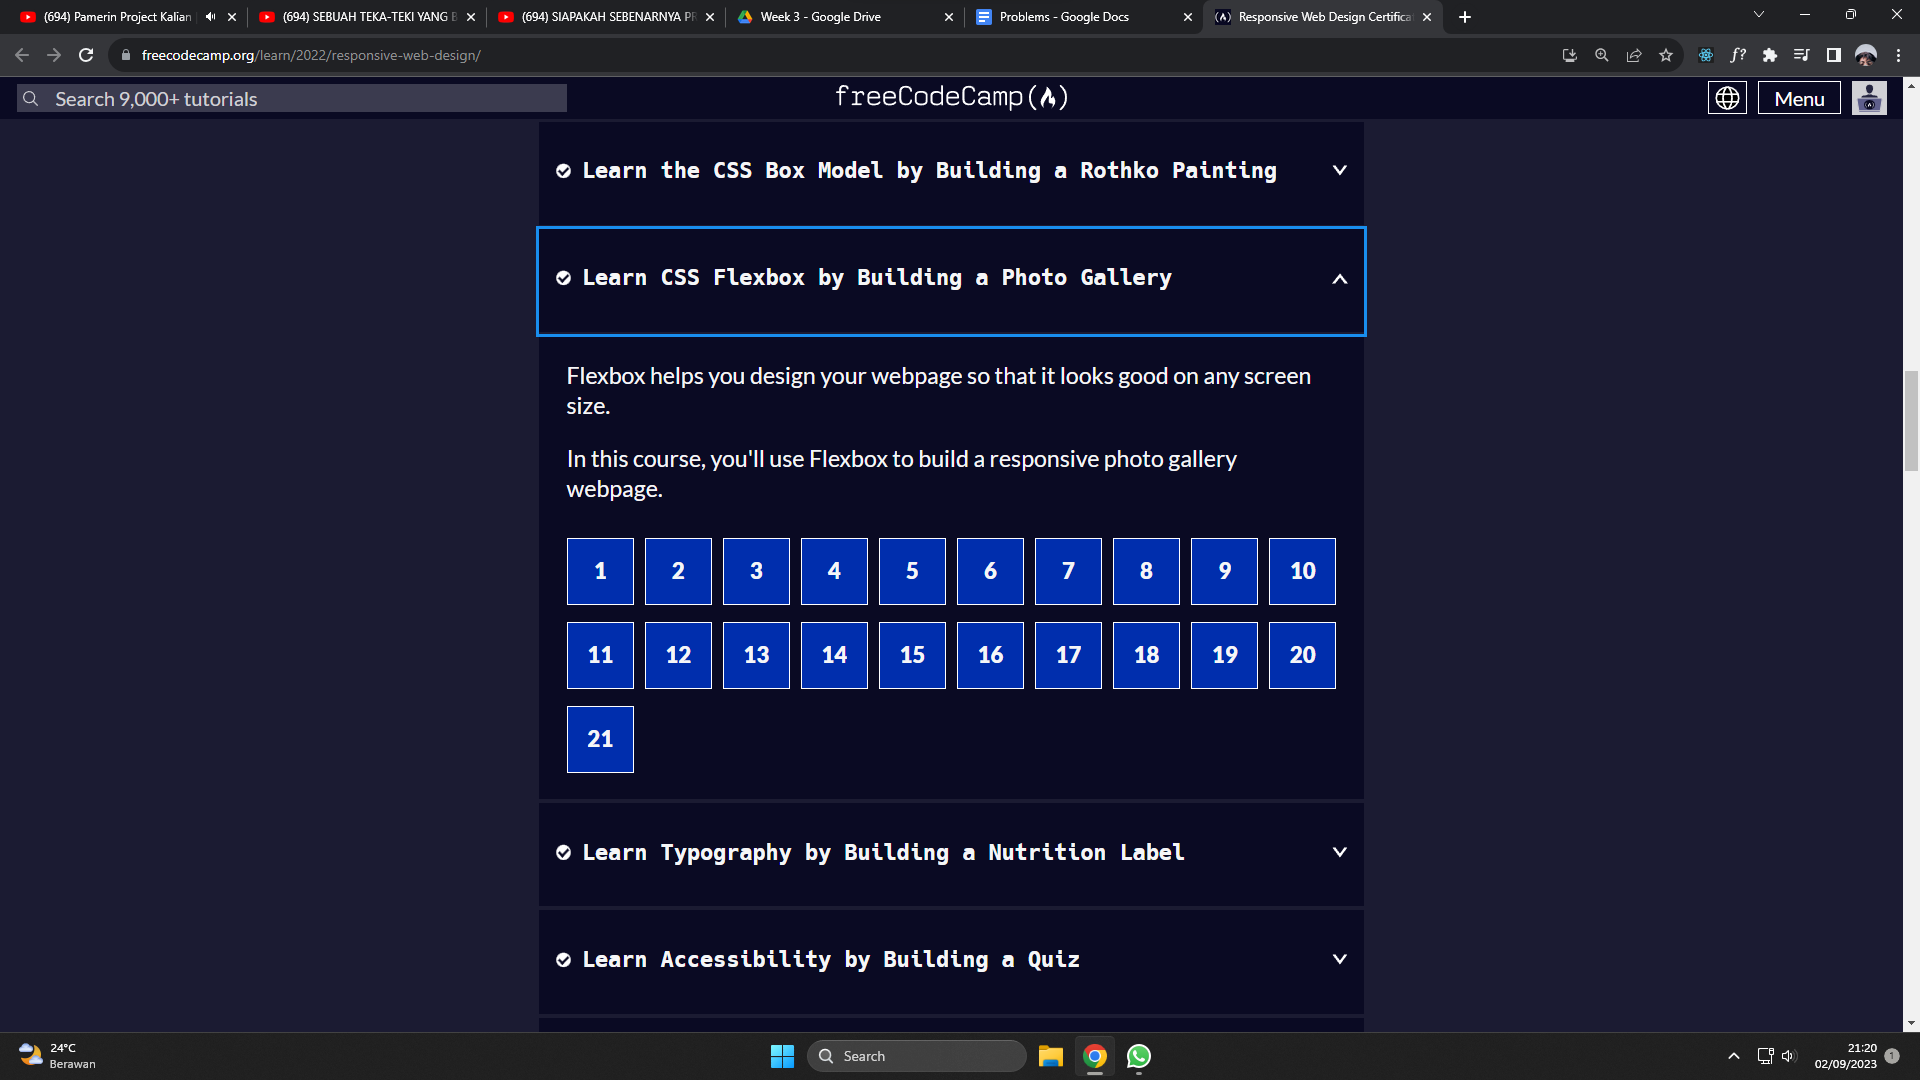 (694) Pamerin Project Kalian
(694) SEBUAH TEKA-TEKI YANG B
(694) SIAPAKAH SEBENARNYA PR
Week 3 - Google Drive
Problems - Google Docs
Responsive Web Design Certifica
freecodecamp.org/learn/2022/responsive-web-design/
f?
Search 9,000+ tutorials
freeCodeCamp
Menu
Learn the CSS Box Model by Building a Rothko Painting
Learn CSS Flexbox by Building a Photo Gallery
Flexbox helps you design your webpage so that it looks good on any screen
size.
In this course, you'll use Flexbox to build a responsive photo gallery
webpage.
1 2 3 4 5 6 7 8 9 10
11 12 13 14 15 16 17 18 19 20
21
Learn Typography by Building a Nutrition Label
Learn Accessibility by Building a Quiz
24°C
Berawan
Search
21:20
02/09/2023
1